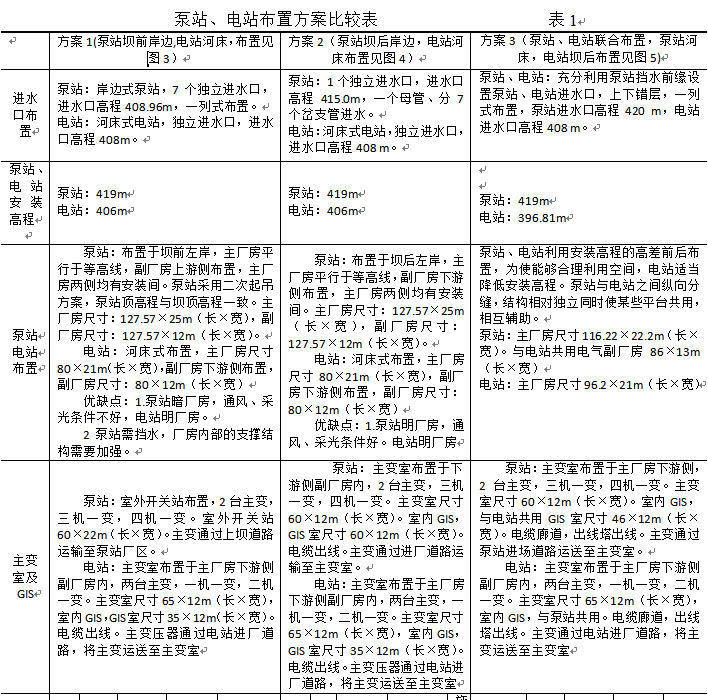 泵站、电站布置方案比较表 表 1
方案 1(泵站坝前岸边,电站河床，布置见
图 3）
方案 2（泵站坝后岸边，电站河
床布置见图 4）
方案 3（泵站、电站联合布置，泵站河
床，电站坝后布置见图 5)
进水
口布
置
泵站：岸边式泵站，7 个独立进水口，
进水口高程 408.96m，一列式布置。
电站：河床式电站，独立进水口，进水
口高程 408m。
泵站：1 个独立进水口，进水口
高程 415.0m，一个母管、分 7
个岔支管进水。
电站:河床式电站,独立进水口，
进水口高程 408 m。
泵站、电站：充分利用泵站挡水前缘设
置泵站、电站进水口，上下错层，一列
式布置，泵站进水口高程 420 m，电站
进水口高程 408 m。
泵站、
电 站
安 装
高程
泵站：419m
电站：406m
泵站：419m
电站：406m
泵站：419m
电站：396.81m
泵站
电站
布置
泵站：布置于坝前左岸，主厂房平
行于等高线，副厂房上游侧布置，主厂
房两侧均有安装间。泵站采用二次起吊
方案，泵站顶高程与坝顶高程一致。主
厂房尺寸：127.57×25m（长×宽)，副
厂房尺寸：127.57×12m（长×宽）。
电站：河床式布置，主厂房尺寸
80×21m(长×宽),副厂房下游侧布置，
副厂房尺寸：80×12m（长×宽）
优缺点：1.泵站暗厂房，通风、采
光条件不好，电站明厂房。
2 泵站需挡水，厂房内部的支撑结
构需要加强。
泵站：布置于坝后左岸，主
厂房平行于等高线，副厂房下游
侧布置，主厂房两侧均有安装
间。主厂房尺寸：127.57×25m
（长×宽），副厂房尺寸：
127.57×12m（长×宽）。
电站：河床式布置，主厂房
尺寸 80×21m（长×宽），副厂
房下游侧布置，副厂房尺寸：
80×12m（长×宽）
优缺点：1.泵站明厂房，通
风、采光条件好。电站明厂房
泵站、电站利用安装高程的高差前后布
置，为使能够合理利用空间，电站适当
降低安装高程。泵站与电站之间纵向分
缝，结构相对独立同时使某些平台共用，
相互辅助。
泵站：主厂房尺寸116.22×22.2m（长×
宽）。与电站共用电气副厂房 86×13m
（长×宽）
电站：主厂房尺寸96.2×21m（长×宽）
主变
室及
GIS
泵站：室外开关站布置，2 台主变，
三机一变，四机一变。室外开关站
60×22m（长×宽）。主变通过上坝道路
运输至泵站厂区。
电站：主变室布置于主厂房下游侧
副厂房内，两台主变，一机一变，二机
一变。主变室尺寸 65×12m（长×宽），
室内 GIS，GIS 室尺寸 35×12m（长×宽)。
电缆出线。主变压器通过电站进厂道
路，将主变运送至主变室
泵站：主变室布置于下
游侧副厂房内，2 台主变，三机
一变，四机一变。主变室尺寸
60×12m（长×宽）。室内 GIS，
GIS 室尺寸 60×12m（长×宽）。
电缆出线。主变通过进厂道路运
输至主变室。
电站：主变室布置于主厂房
下游侧副厂房内，两台主变，一
机一变，二机一变。主变室尺寸
65×12m（长×宽），室内 GIS，
GIS 室尺寸 35×12m（长×宽）。
电缆出线。主变压器通过电站进
厂道路，将主变运送至主变室
泵站：主变室布置于主厂房下游侧，
2 台主变，三机一变，四机一变。主变
室尺寸 60×12m（长×宽）。室内 GIS，
与电站共用 GIS 室尺寸 46×12m（长×
宽）。电缆廊道，出线塔出线。主变通过
泵站进场道路运送至主变室。
电站：主变室布置于主厂房下游侧
副厂房内，两台主变，一机一变，二机
一变。主变室尺寸 65×12m（长×宽），
室内 GIS，与泵站共用。电缆廊道，出线
塔出线。主变通过电站进厂道路，将主
变运送至主变室